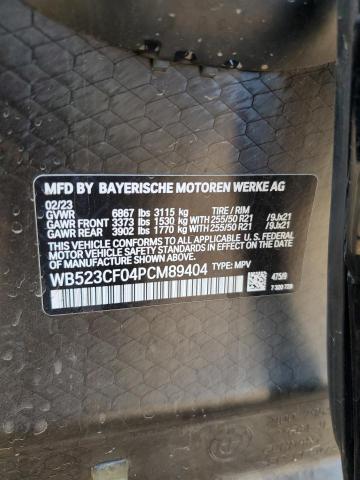 MFD BY BAYERISCHE MOTOREN WERKE AG
02/23
GVWR 6867 lbs 3115 kg TIRE / RIM
GAWR FRONT 3373 lbs 1530 kg WITH 255/50 R21 /9Jx21
GAWR REAR 3902 lbs 1770 kg WITH 255/50 R21 /9Jx21
THIS VEHICLE CONFORMS TO ALL APPLICABLE U.S. FEDERAL
MOTOR VEHICLE SAFETY STANDARDS IN EFFECT ON
THE DATE OF MANUFACTURE SHOWN ABOVE.
WB523CF04PCM89404 TYPE: MPV
475/9